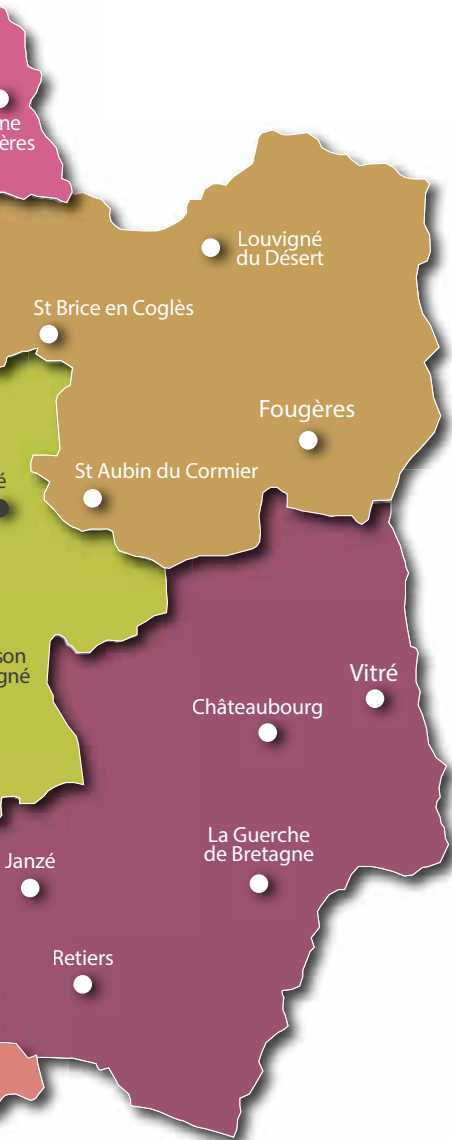 Louvigné
du Désert
St Brice en Coglès
Fougères
St Aubin du Cormier
Vitré
Châteaubourg
La Guerche
de Bretagne
Janzé
Retiers